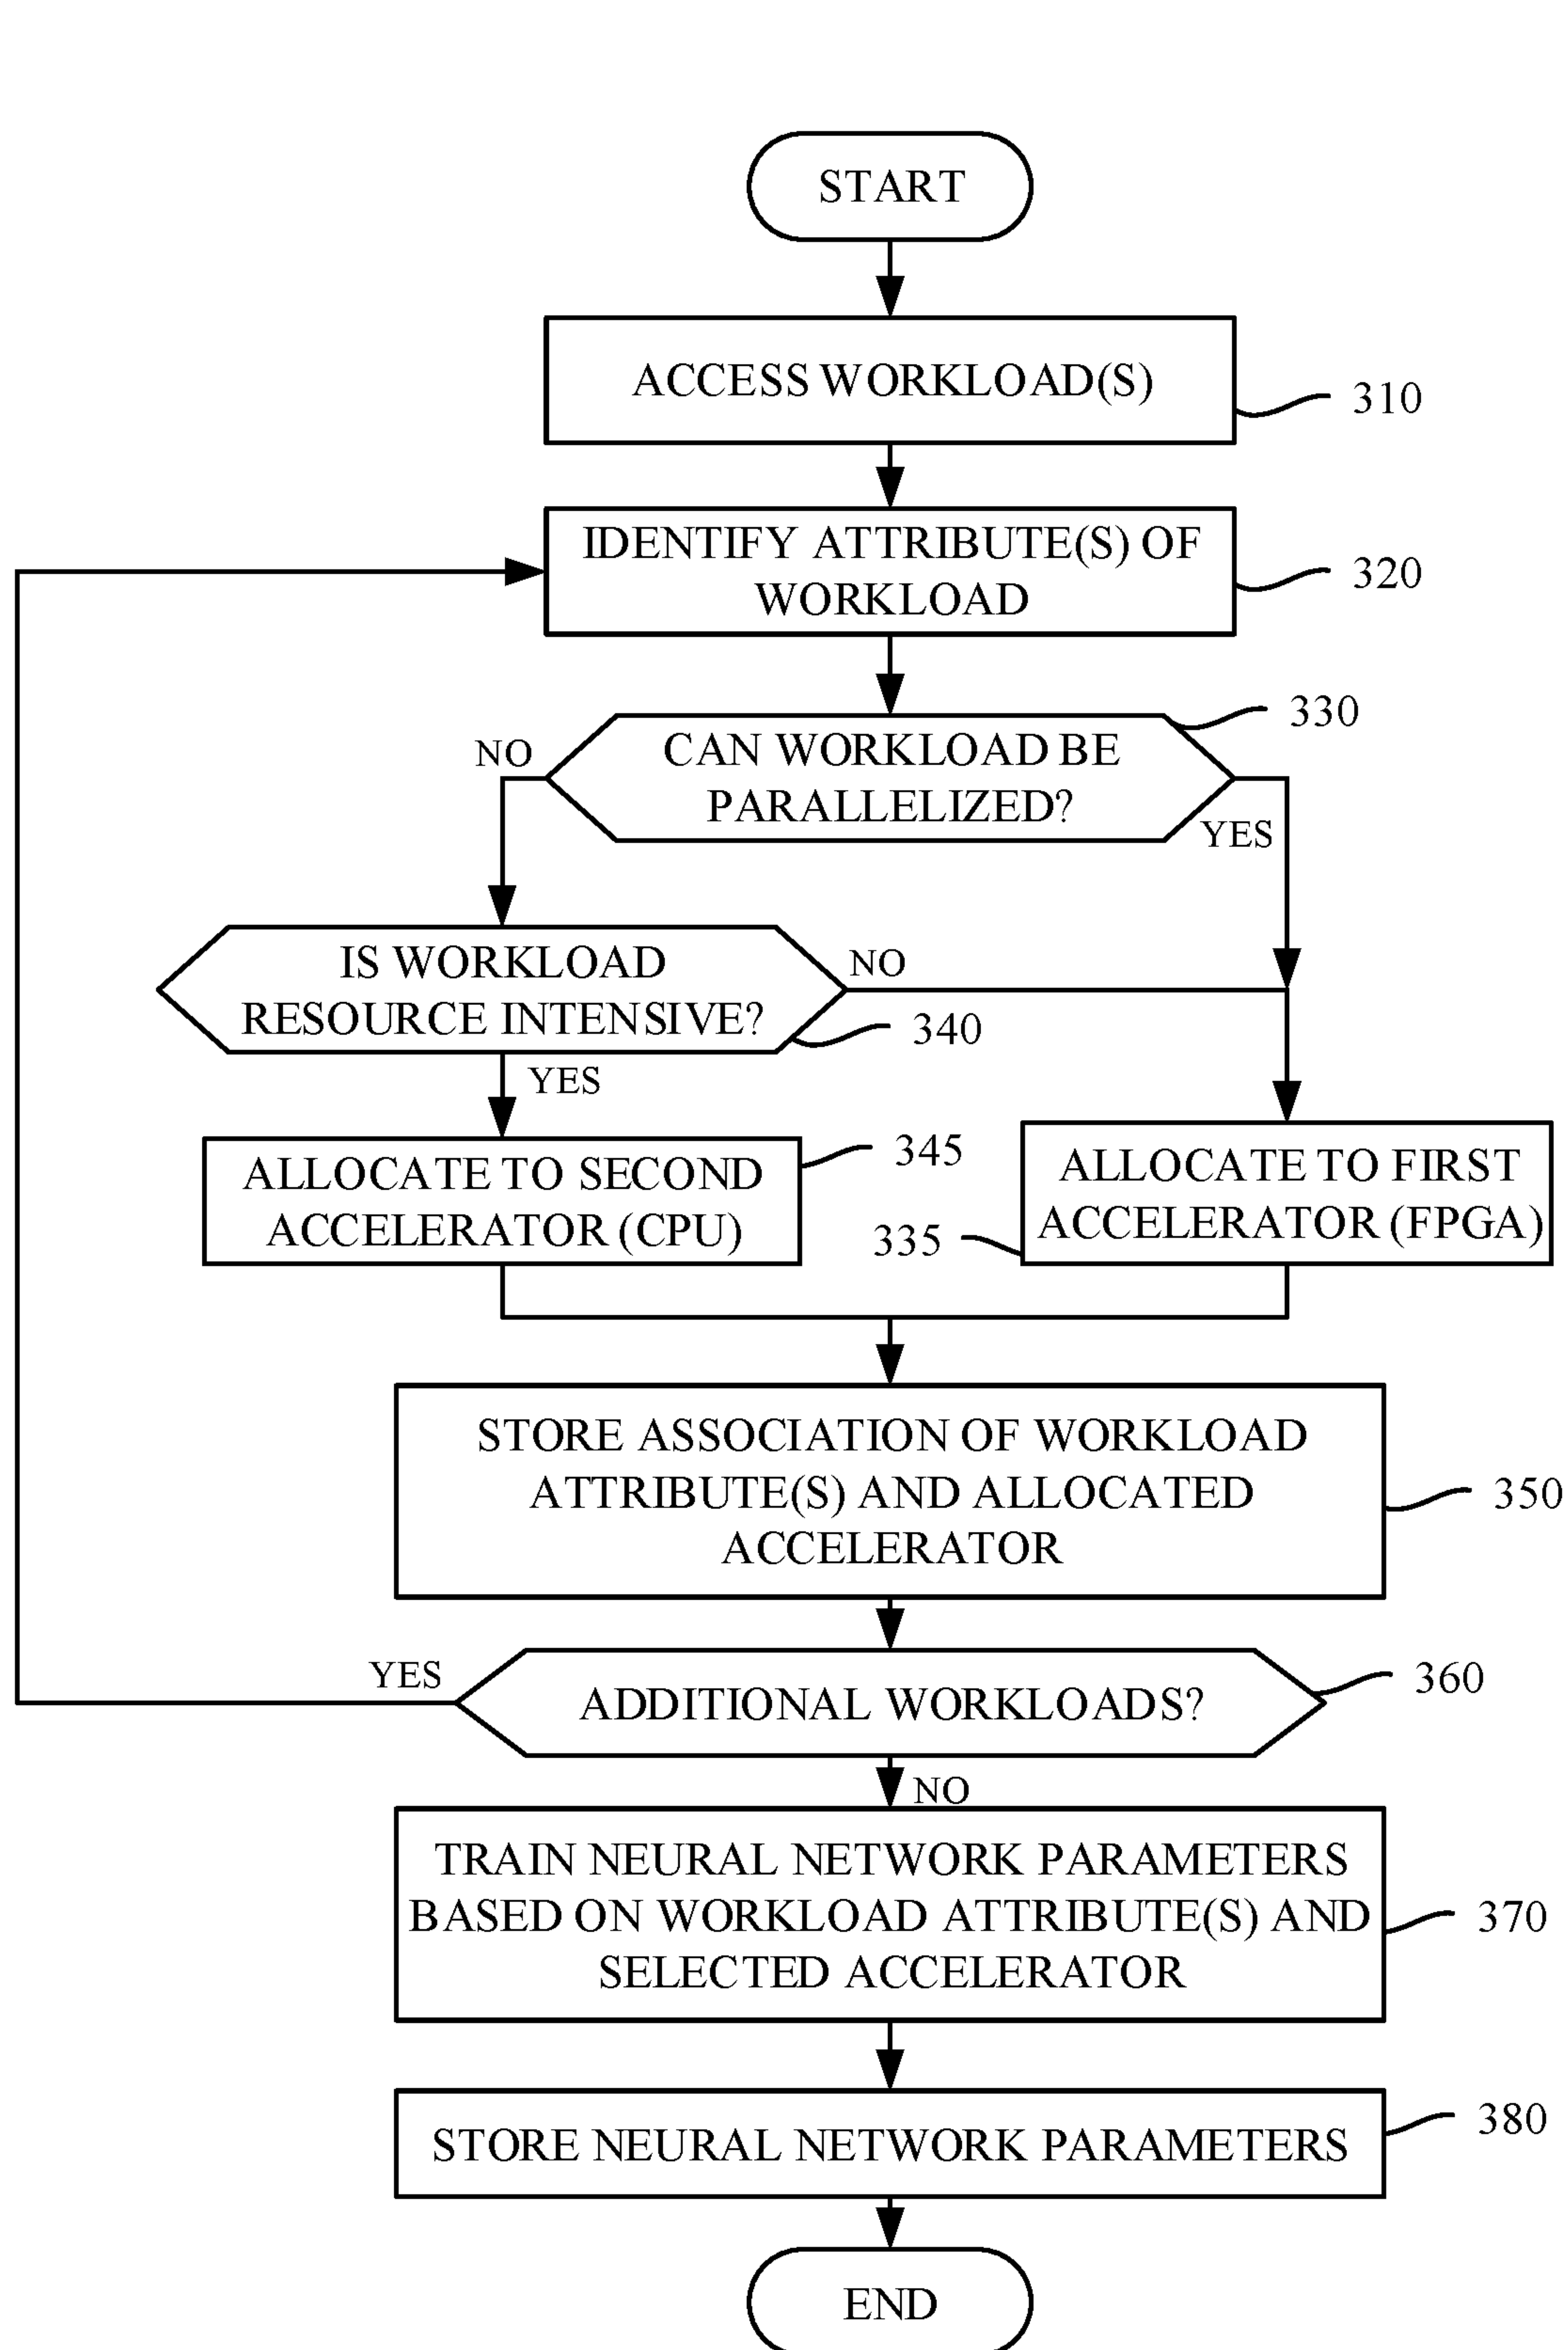 START
ACCESS WORKLOAD(S)
310
IDENTIFY ATTRIBUTE(S) OF
WORKLOAD
320
330
CAN WORKLOAD BE
PARALLELIZED?
NO
YES
IS WORKLOAD
RESOURCE INTENSIVE?
NO
340
YES
ALLOCATE TO SECOND
ACCELERATOR (CPU)
345
ALLOCATE TO FIRST
ACCELERATOR (FPGA)
335
STORE ASSOCIATION OF WORKLOAD
ATTRIBUTE(S) AND ALLOCATED
ACCELERATOR
350
YES
ADDITIONAL WORKLOADS?
360
NO
TRAIN NEURAL NETWORK PARAMETERS
BASED ON WORKLOAD ATTRIBUTE(S) AND
SELECTED ACCELERATOR
370
STORE NEURAL NETWORK PARAMETERS
380
END